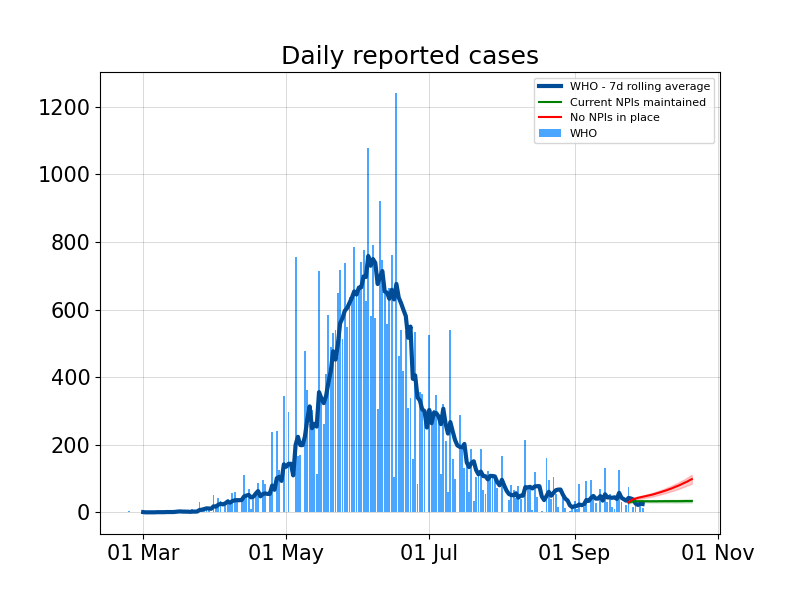 Daily reported cases
WHO - 7d rolling average
Current NPIs maintained
No NPIs in place
WHO
1200
1000
800
600
400
200
0
01 Mar
01 May
01 Jul
01 Sep
01 Nov